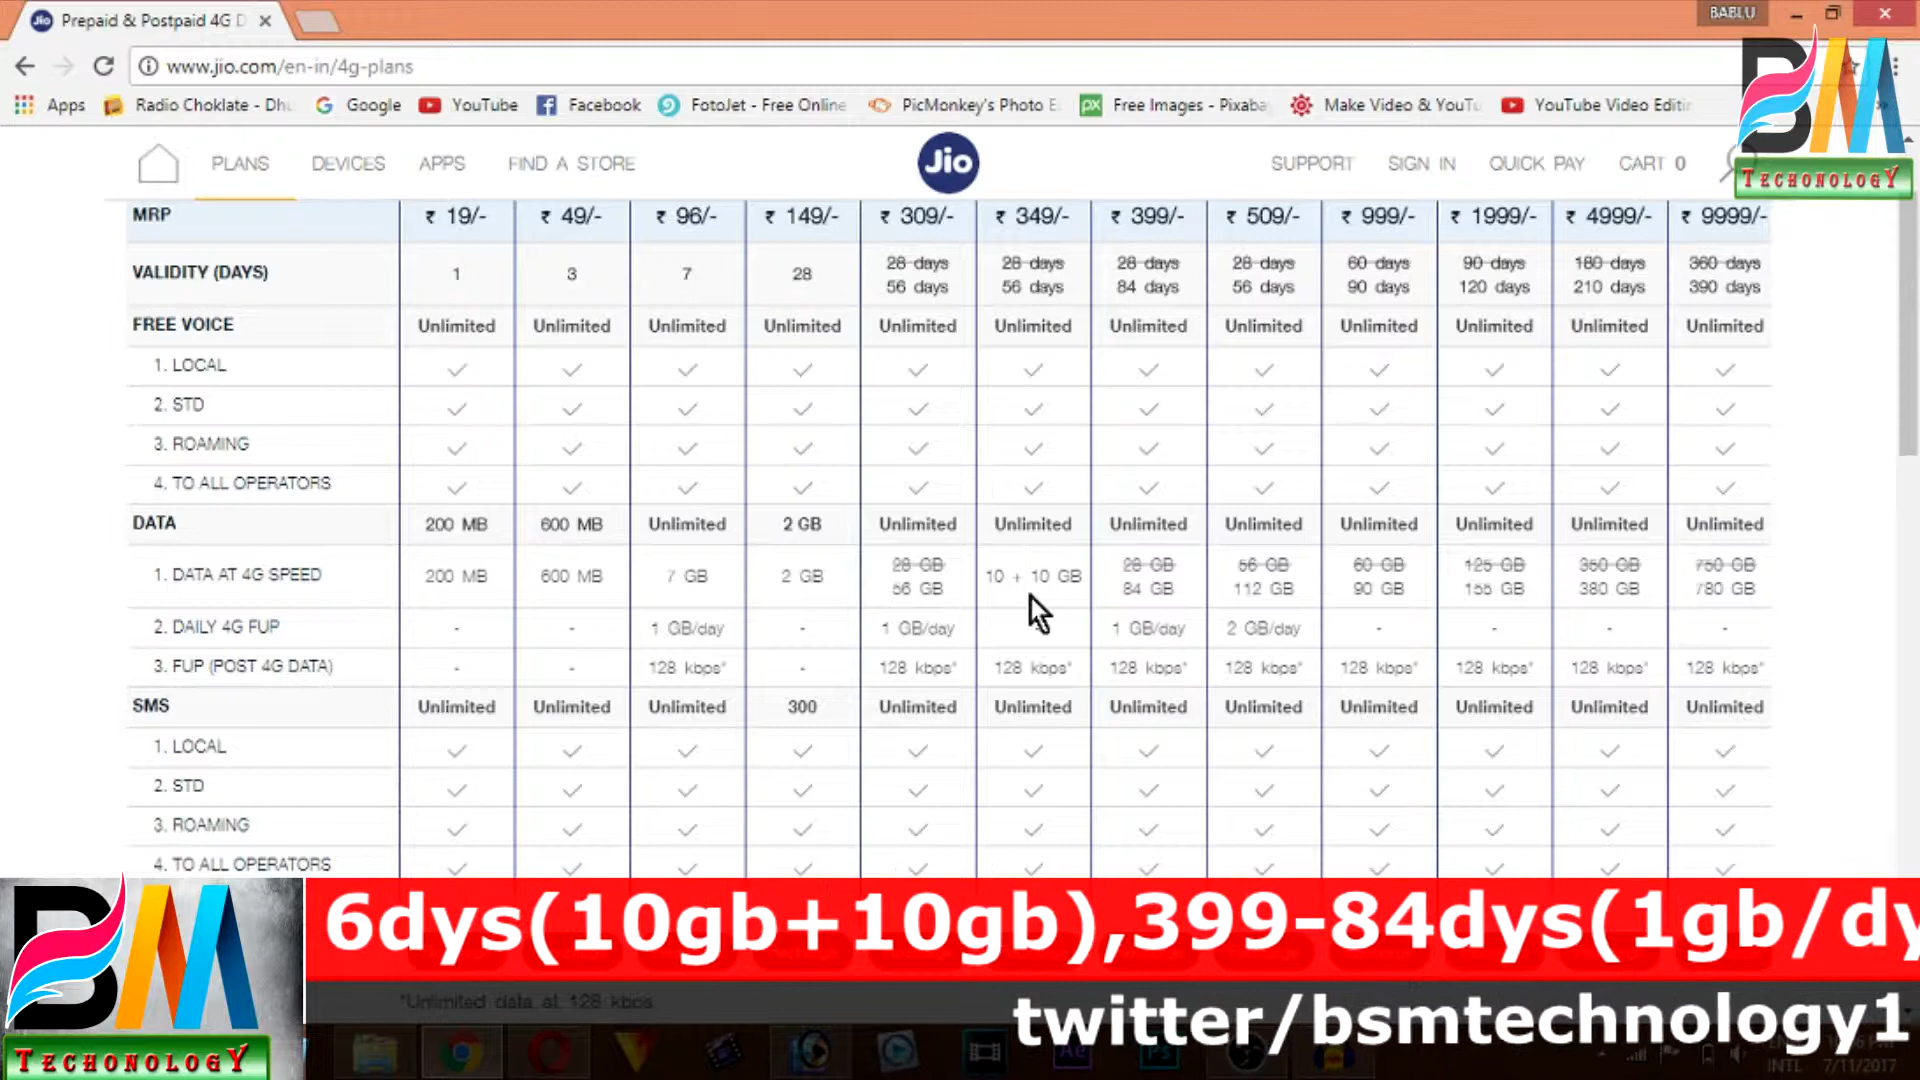 Prepaid & Postpaid 4G D
BABLU
www.jio.com/en-in/4g-plans
Apps Radio Choklate - Dh Google YouTube Facebook FotoJet - Free Online PicMonkey's Photo E Free Images - Pixaba Make Video & YouTu YouTube Video Editi
BM
TECHONOLOGY
PLANS DEVICES APPS FIND A STORE Jio SUPPORT SIGN IN QUICK PAY CART 0
MRP ₹ 19/- ₹ 49/- ₹ 96/- ₹ 149/- ₹ 309/- ₹ 349/- ₹ 399/- ₹ 509/- ₹ 999/- ₹ 1999/- ₹ 4999/- ₹ 9999/-
28 days 28 days 28 days 28 days 60 days 90 days 180 days 360 days
VALIDITY (DAYS) 1 3 7 28
56 days 56 days 84 days 56 days 90 days 120 days 210 days 390 days
FREE VOICE Unlimited Unlimited Unlimited Unlimited Unlimited Unlimited Unlimited Unlimited Unlimited Unlimited Unlimited Unlimited
1. LOCAL
2. STD
3. ROAMING
4. TO ALL OPERATORS
DATA 200 MB 600 MB Unlimited 2 GB Unlimited Unlimited Unlimited Unlimited Unlimited Unlimited Unlimited Unlimited
28 GB 28 GB 56 GB 60 GB 125 GB 350 GB 750 GB
1. DATA AT 4G SPEED 200 MB 600 MB 7 GB 2 GB 10 + 10 GB
56 GB 84 GB 112 GB 90 GB 155 GB 380 GB 780 GB
2. DAILY 4G FUP - - 1 GB/day - 1 GB/day - 1 GB/day 2 GB/day - - - -
3. FUP (POST 4G DATA) - - 128 kbps* - 128 kbps* 128 kbps* 128 kbps* 128 kbps* 128 kbps* 128 kbps* 128 kbps* 128 kbps*
SMS Unlimited Unlimited Unlimited 300 Unlimited Unlimited Unlimited Unlimited Unlimited Unlimited Unlimited Unlimited
1. LOCAL
2. STD
3. ROAMING
4. TO ALL OPERATORS
6dys(10gb+10gb),399-84dys(1gb/dy
*Unlimited data at 128 kbps
twitter/bsmtechnology1
BM
TECHONOLOGY
Ae
Ps
INTL 7/11/2017